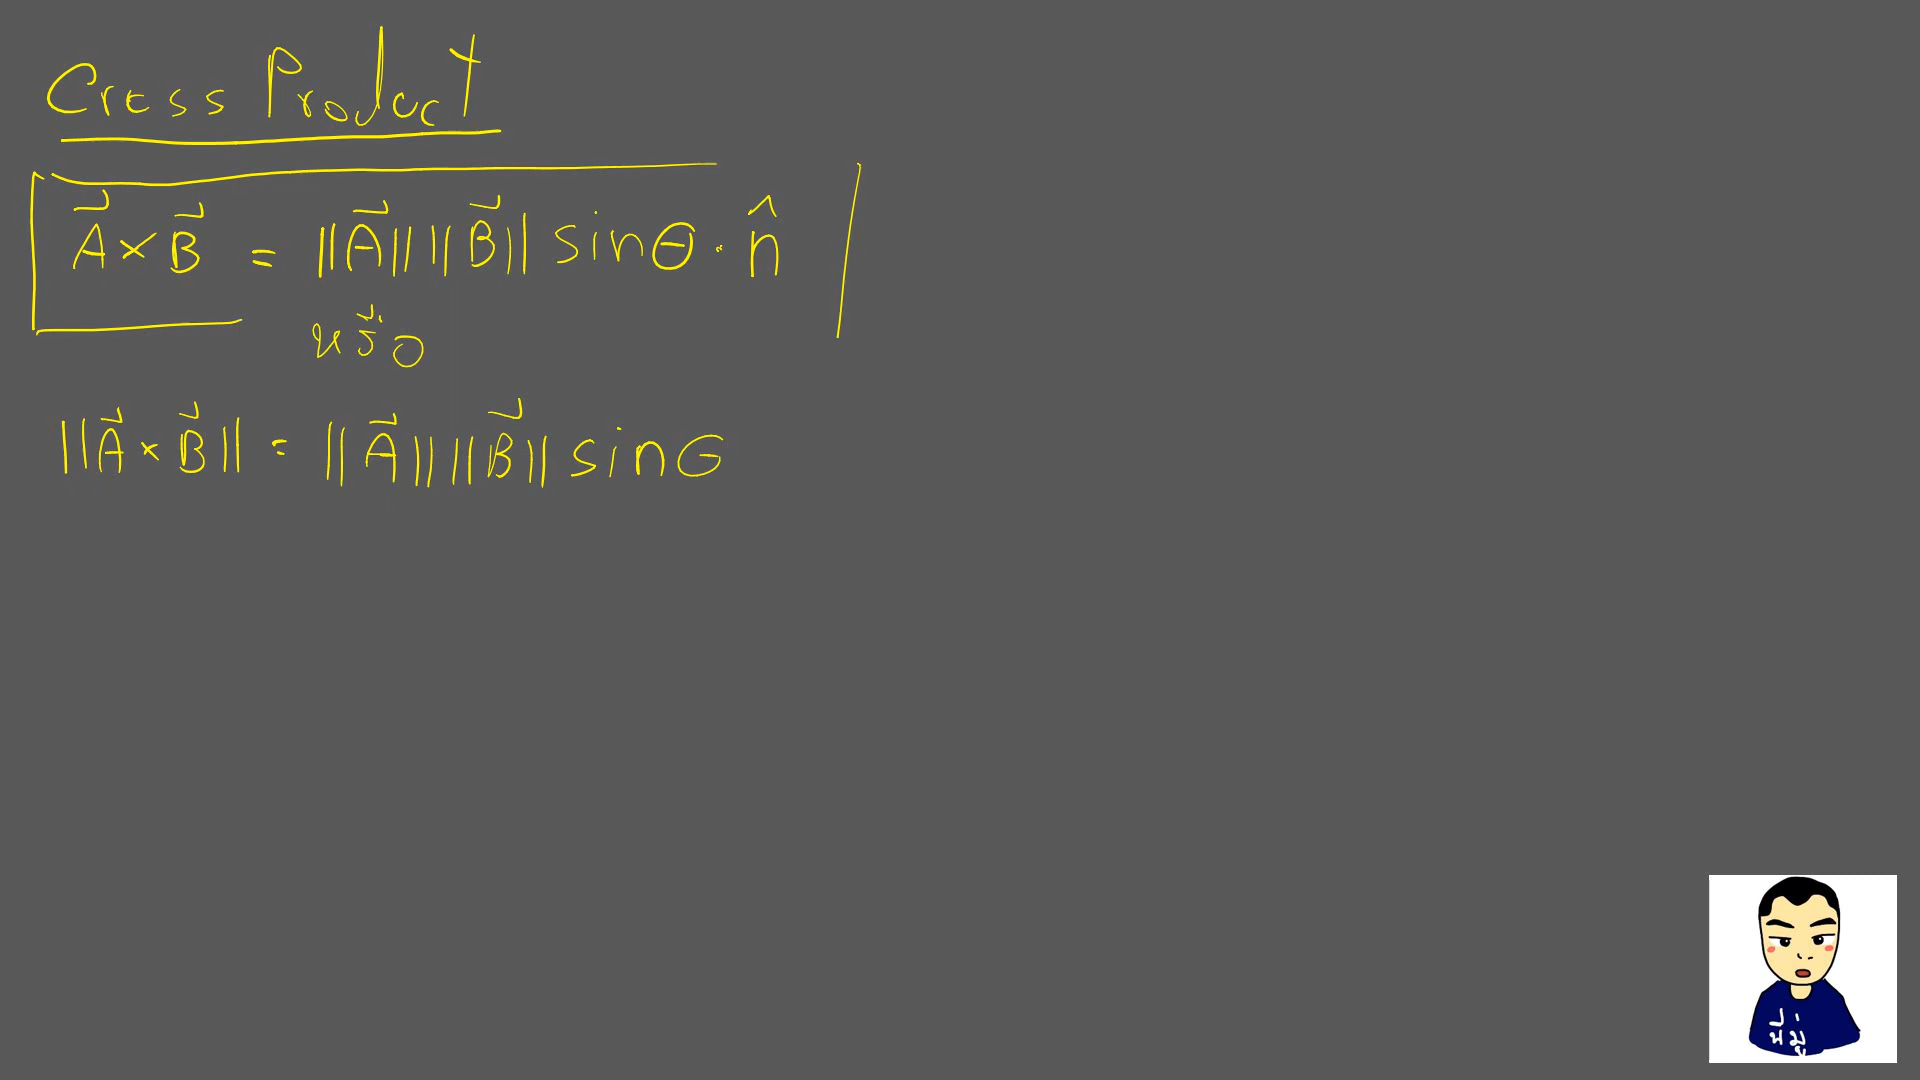 Cross Product
A⃗ × B⃗ = ||A⃗|| ||B⃗|| sinθ · n̂
หรือ
||A⃗ × B⃗|| = ||A⃗|| ||B⃗|| sinθ
พี่มู